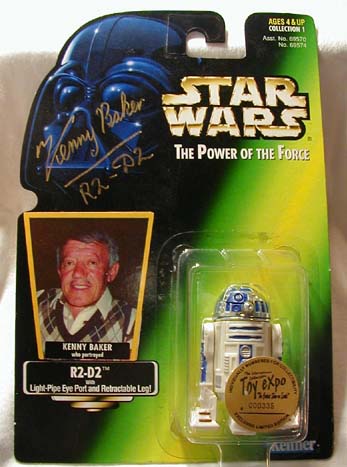 AGES 4 & UP
COLLECTION 1
Asst. No. 69570
No. 69574
STAR
WARS
THE POWER OF THE FORCE
Kenny Baker
R2-D2
KENNY BAKER
who portrayed
R2-D2™
With
Light-Pipe Eye Port and Retractable Leg!
Toy expo
000335
Kenner